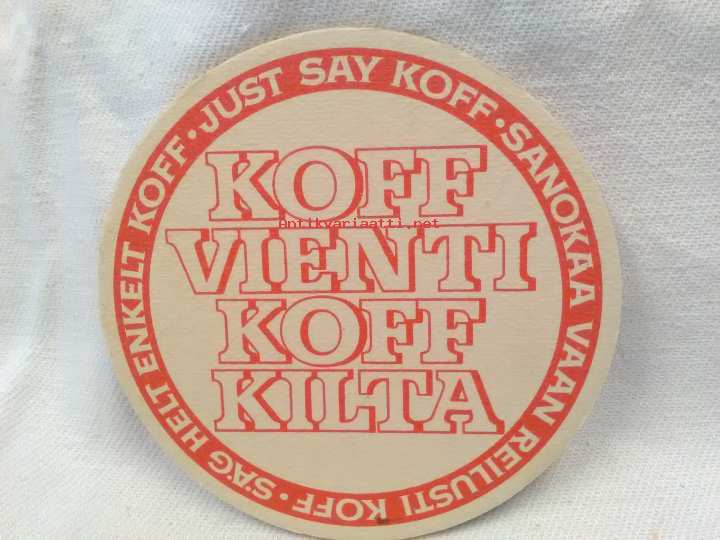 JUST SAY KOFF · SANOKAA VAAN REILUSTI KOFF · SÄG HELT ENKELT KOFF ·
KOFF
Antikvariaatti.net
VIENTI
KOFF
KILTA